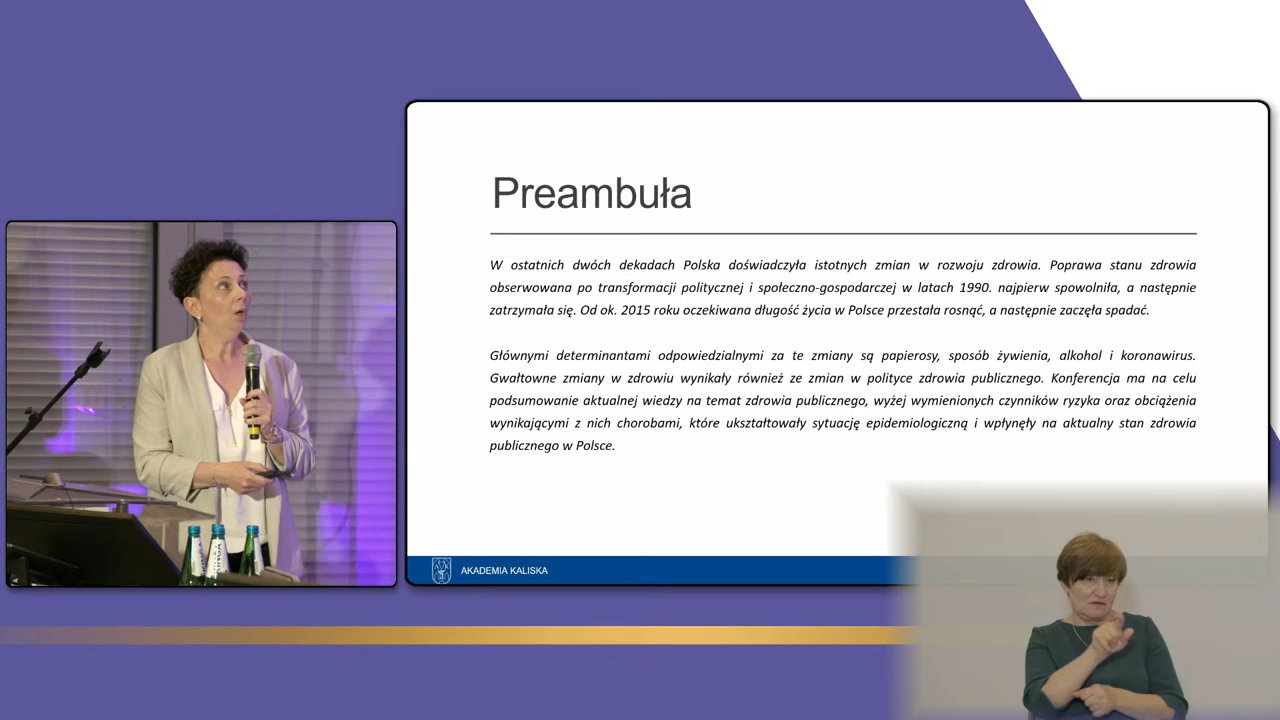 Preambuła
W ostatnich dwóch dekadach Polska doświadczyła istotnych zmian w rozwoju zdrowia. Poprawa stanu zdrowia
obserwowana po transformacji politycznej i społeczno-gospodarczej w latach 1990. najpierw spowolniła, a następnie
zatrzymała się. Od ok. 2015 roku oczekiwana długość życia w Polsce przestała rosnąć, a następnie zaczęła spadać.
Głównymi determinantami odpowiedzialnymi za te zmiany są papierosy, sposób żywienia, alkohol i koronawirus.
Gwałtowne zmiany w zdrowiu wynikały również ze zmian w polityce zdrowia publicznego. Konferencja ma na celu
podsumowanie aktualnej wiedzy na temat zdrowia publicznego, wyżej wymienionych czynników ryzyka oraz obciążenia
wynikającymi z nich chorobami, które ukształtowały sytuację epidemiologiczną i wpłynęły na aktualny stan zdrowia
publicznego w Polsce.
AKADEMIA KALISKA